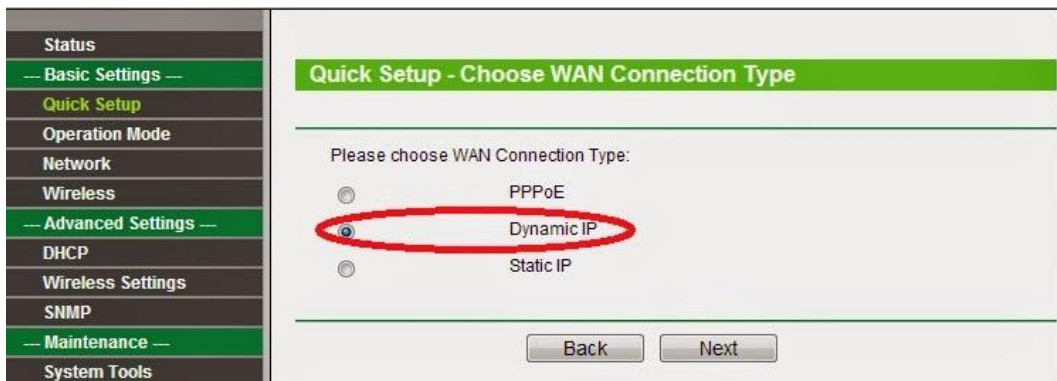 Status
--- Basic Settings ---
Quick Setup
Operation Mode
Network
Wireless
--- Advanced Settings ---
DHCP
Wireless Settings
SNMP
--- Maintenance ---
System Tools
Quick Setup - Choose WAN Connection Type
Please choose WAN Connection Type:
PPPoE
Dynamic IP
Static IP
Back Next